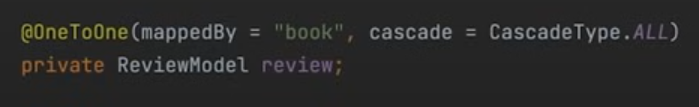 @OneToOne(mappedBy = "book", cascade = CascadeType.ALL)
private ReviewModel review;